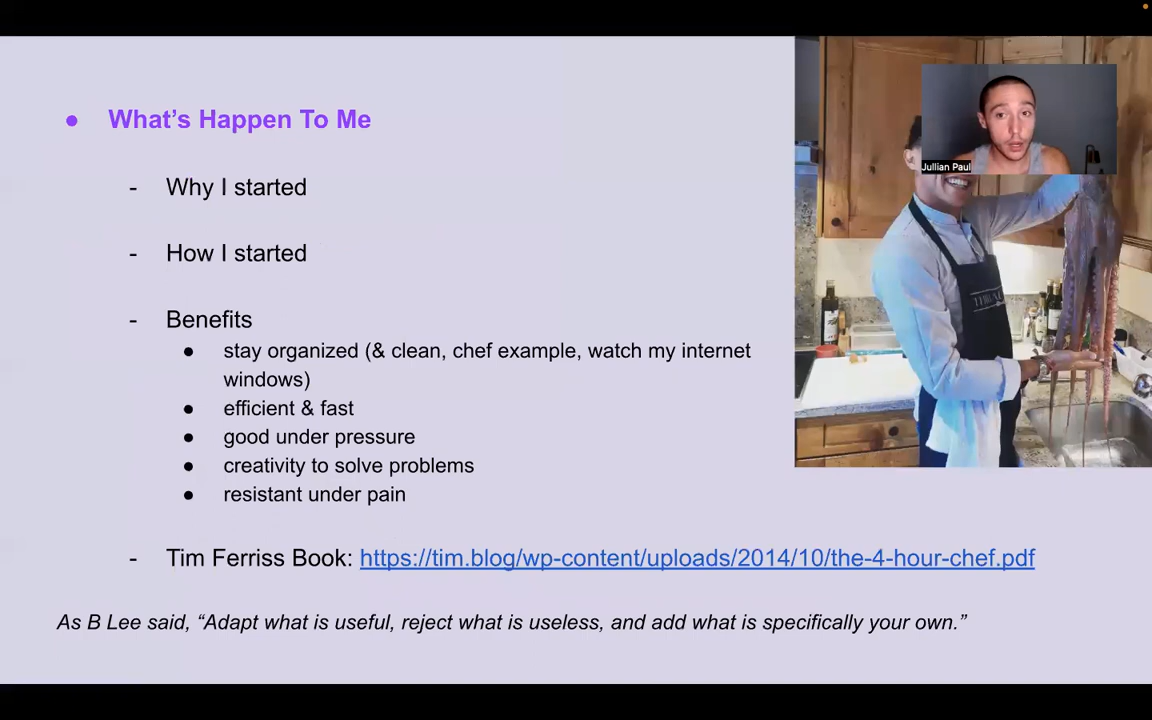 ● What's Happen To Me
- Why I started
- How I started
- Benefits
● stay organized (& clean, chef example, watch my internet
windows)
● efficient & fast
● good under pressure
● creativity to solve problems
● resistant under pain
- Tim Ferriss Book: https://tim.blog/wp-content/uploads/2014/10/the-4-hour-chef.pdf
As B Lee said, “Adapt what is useful, reject what is useless, and add what is specifically your own.”
Jullian Paul